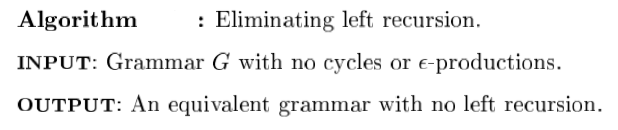 Algorithm : Eliminating left recursion.
INPUT: Grammar G with no cycles or ϵ-productions.
OUTPUT: An equivalent grammar with no left recursion.